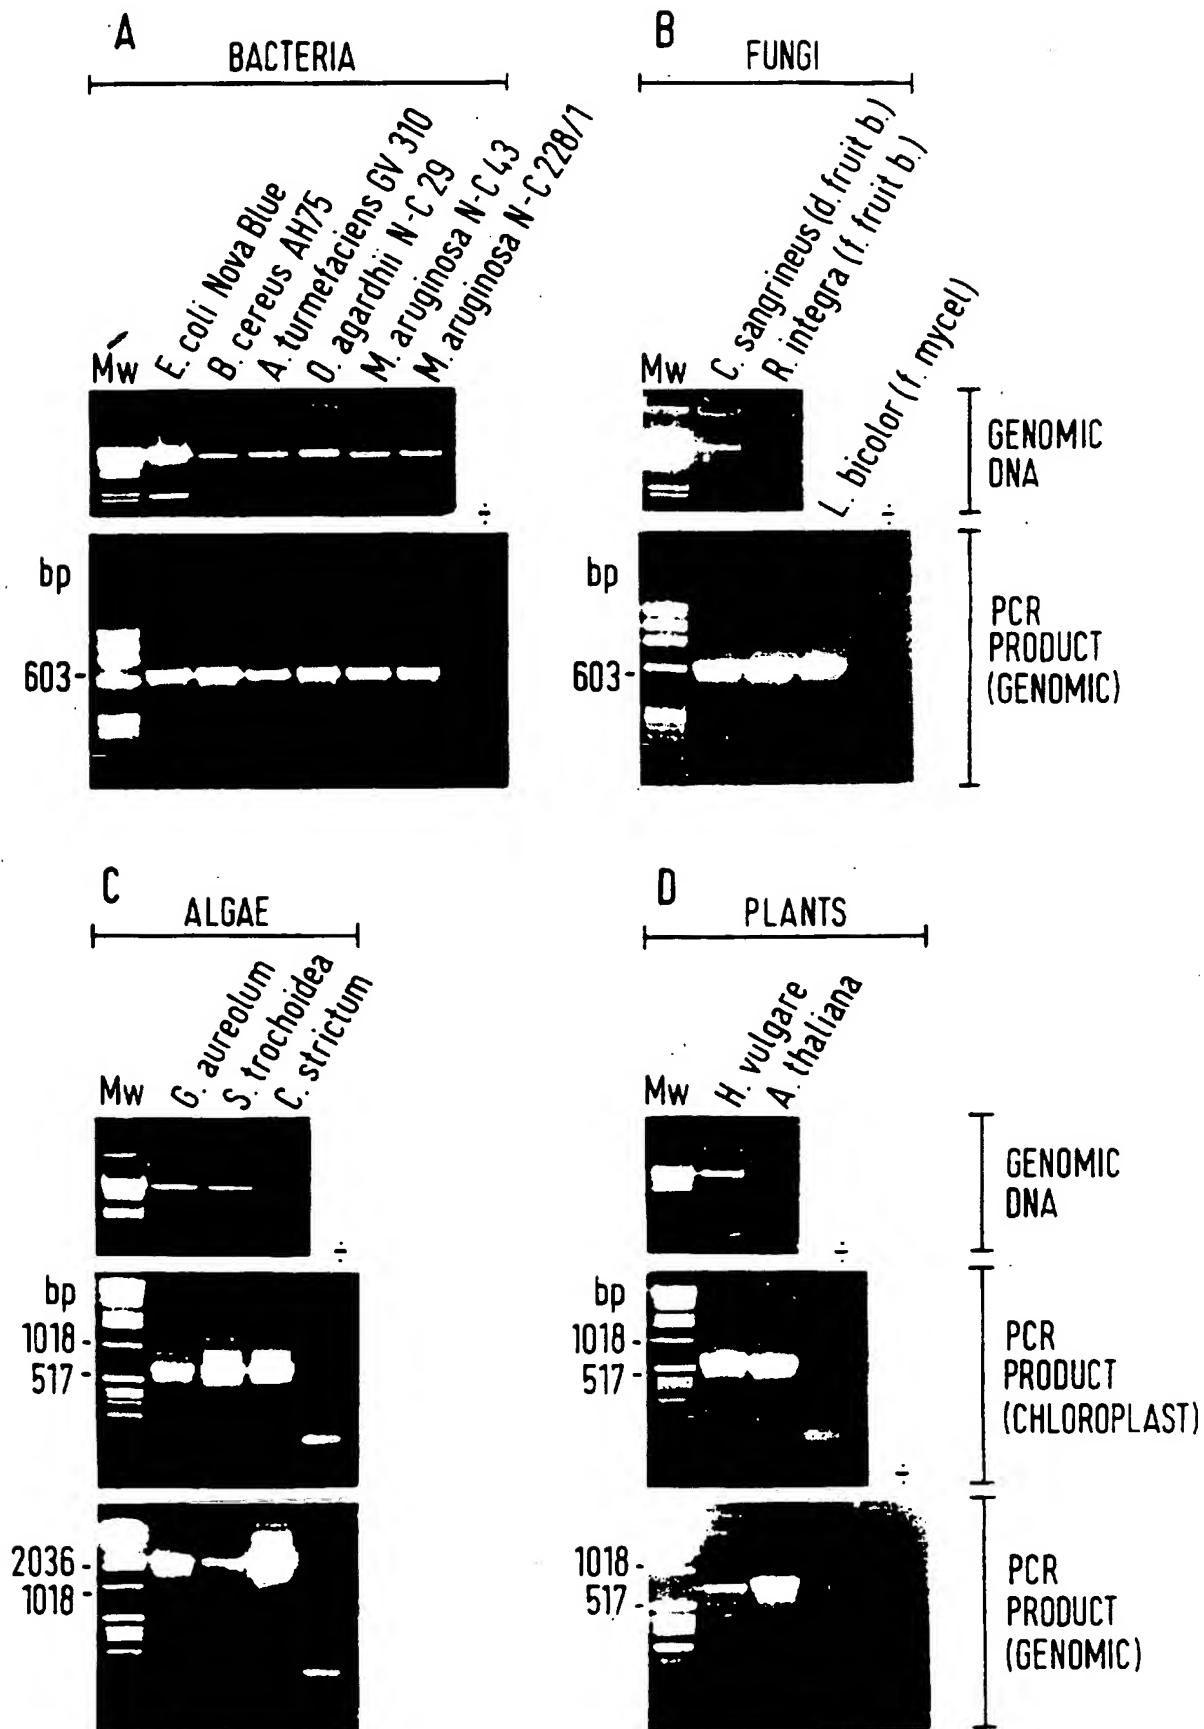 A
BACTERIA
E. coli Nova Blue
B. cereus AH75
A. turmefaciens GV 310
O. agardhii N-C 29
M. aruginosa N-C 43
M. aruginosa N-C 228/1
Mw
÷
bp
603-
B
FUNGI
C. sangrineus (d. fruit b.)
R. integra (f. fruit b.)
L. bicolor (f. mycel)
Mw
÷
GENOMIC
DNA
bp
603-
PCR
PRODUCT
(GENOMIC)
C
ALGAE
G. aureolum
S. trochoidea
C. strictum
Mw
÷
bp
1018-
517-
2036-
1018-
D
PLANTS
H. vulgare
A. thaliana
Mw
÷
GENOMIC
DNA
bp
1018-
517-
÷
PCR
PRODUCT
(CHLOROPLAST)
1018-
517-
PCR
PRODUCT
(GENOMIC)